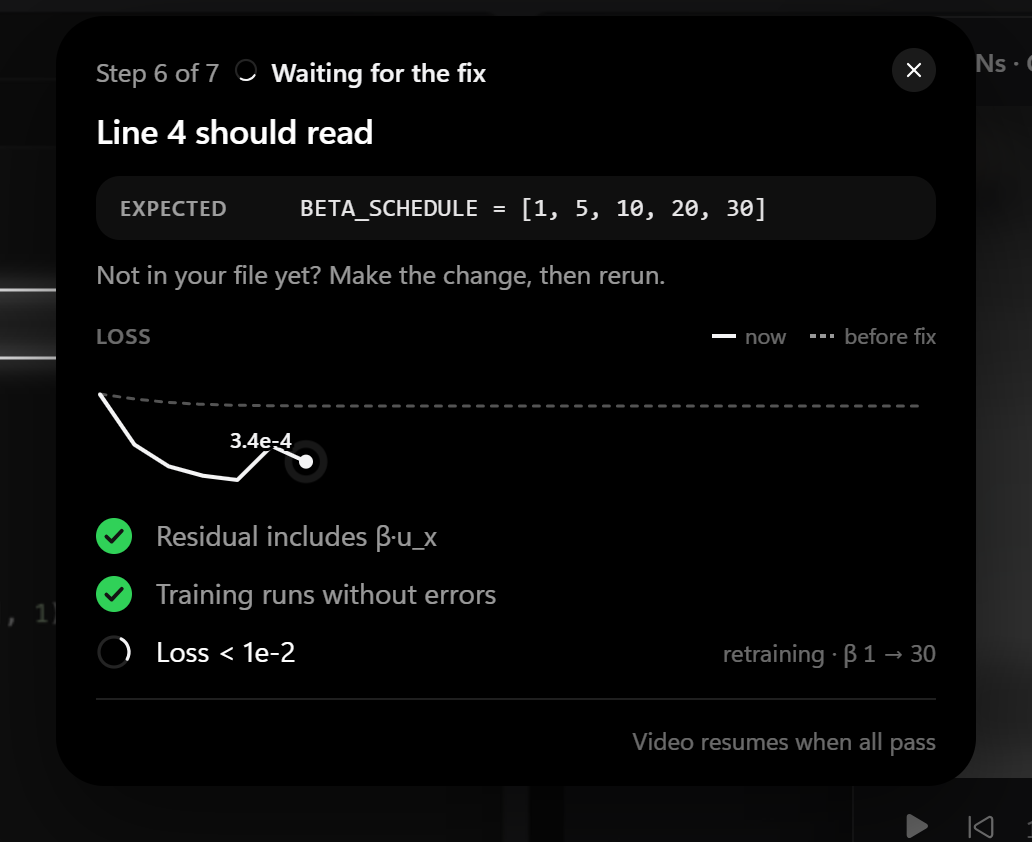 Step 6 of 7 Waiting for the fix
Ns ·
Line 4 should read
EXPECTED BETA_SCHEDULE = [1, 5, 10, 20, 30]
Not in your file yet? Make the change, then rerun.
LOSS now before fix
3.4e-4
Residual includes β·u_x
Training runs without errors
, 1)
Loss < 1e-2 retraining · β 1 → 30
Video resumes when all pass